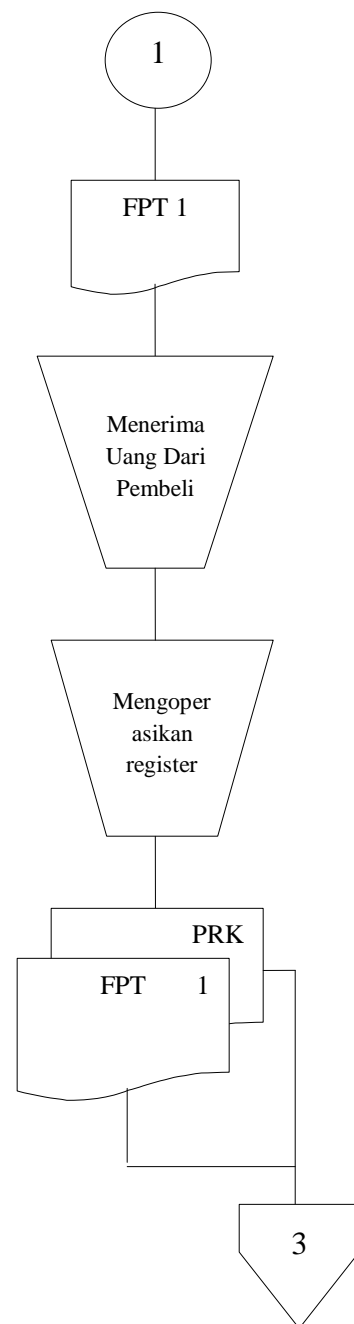 1
FPT 1
Menerima
Uang Dari
Pembeli
Mengoper
asikan
register
PRK
FPT 1
3